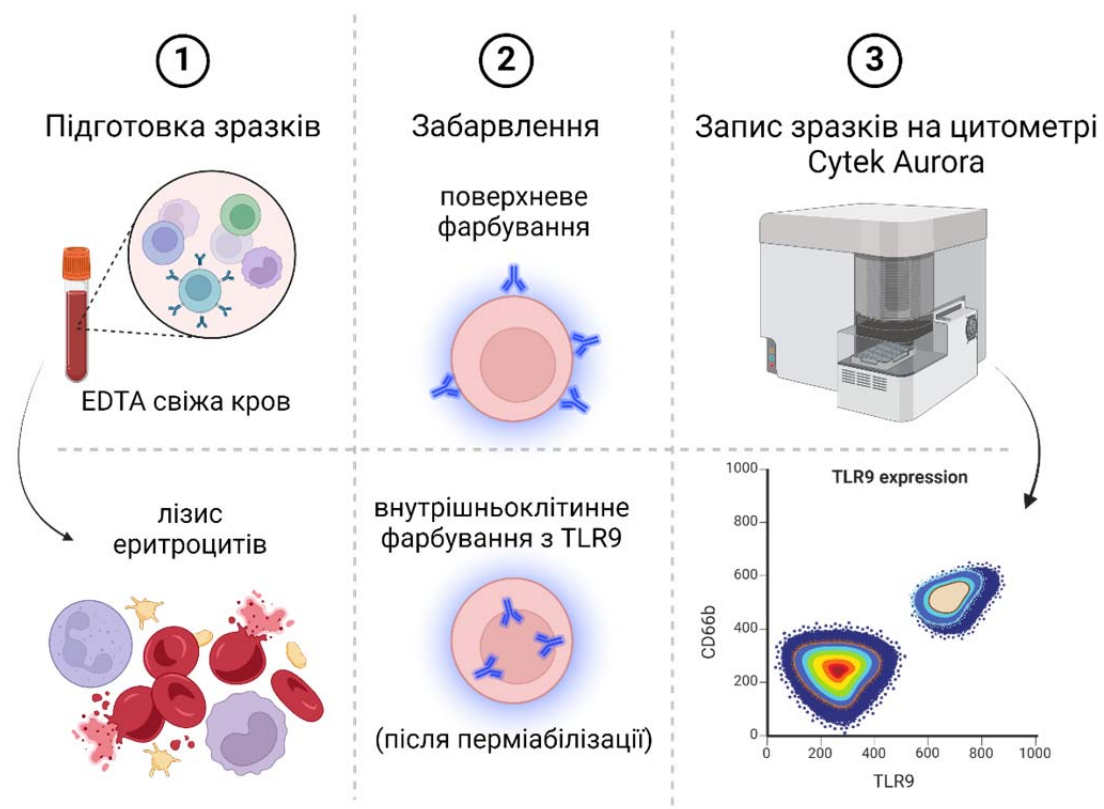 1
Підготовка зразків
EDTA свіжа кров
лізис
еритроцитів
2
Забарвлення
поверхневе
фарбування
внутрішньоклітинне
фарбування з TLR9
(після перміабілізації)
3
Запис зразків на цитометрі
Cytek Aurora
TLR9 expression
1000
800
600
400
200
0
CD66b
0 200 400 600 800 1000
TLR9